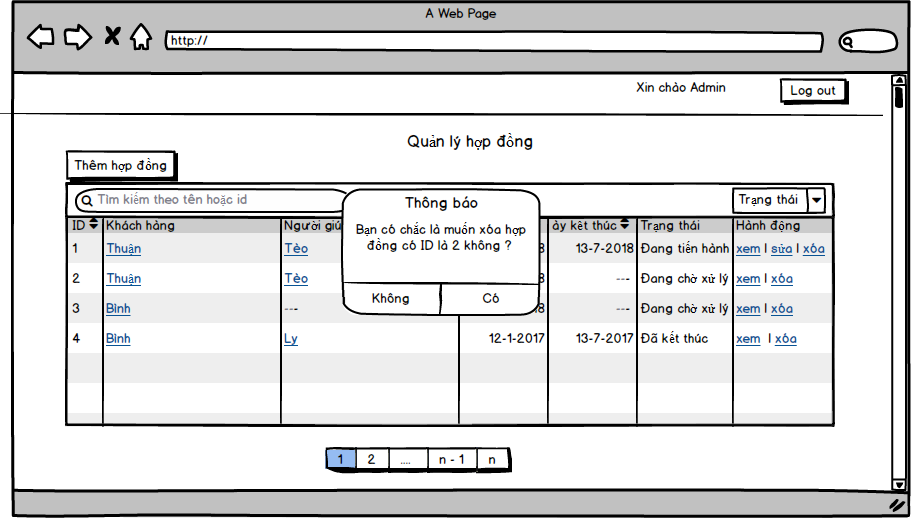 A Web Page
http://
Xin chào Admin
Log out
Quản lý hợp đồng
Thêm hợp đồng
Tìm kiếm theo tên hoặc id
Trạng thái
Thông báo
Bạn có chắc là muốn xóa hợp
đồng có ID là 2 không ?
Không Có
ID Khách hàng Người giú ày kêt thúc Trạng thái Hành động
1 Thuận Tèo 8 13-7-2018 Đang tiến hành xem | sửa | xóa
2 Thuận Tèo 8 --- Đang chờ xử lý xem | xóa
3 Bình --- 8 --- Đang chờ xử lý xem | xóa
4 Bình Ly 12-1-2017 13-7-2017 Đã kết thúc xem | xóa
1 2 .... n - 1 n